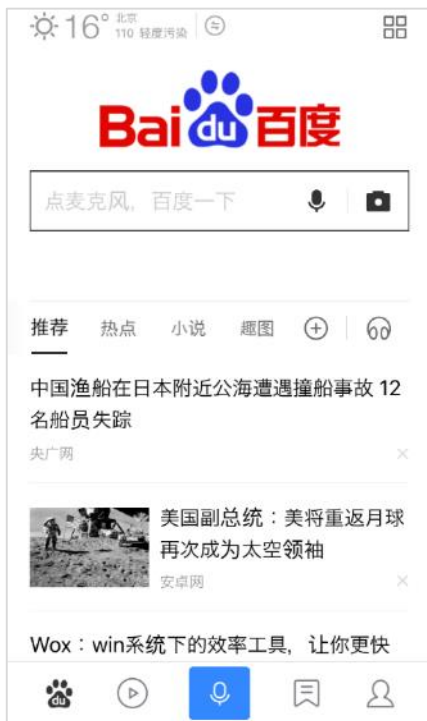 16° 北京
110 轻度污染
Bai du 百度
点麦克风，百度一下
推荐 热点 小说 趣图
中国渔船在日本附近公海遭遇撞船事故 12
名船员失踪
央广网
美国副总统：美将重返月球
再次成为太空领袖
安卓网
Wox：win系统下的效率工具，让你更快
du